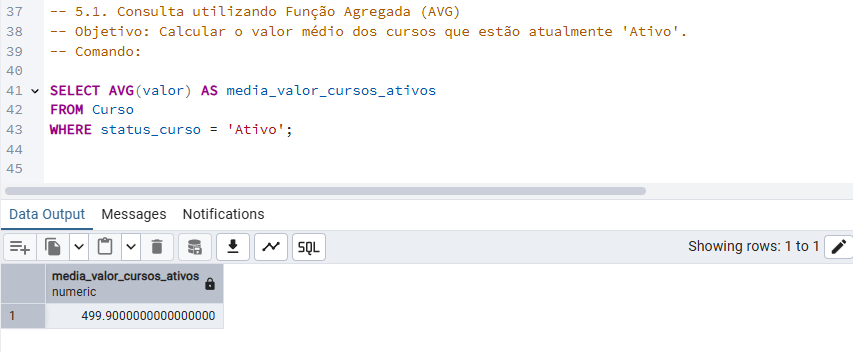 37 -- 5.1. Consulta utilizando Função Agregada (AVG)
38 -- Objetivo: Calcular o valor médio dos cursos que estão atualmente 'Ativo'.
39 -- Comando:
40
41 SELECT AVG(valor) AS media_valor_cursos_ativos
42 FROM Curso
43 WHERE status_curso = 'Ativo';
44
45
Data Output Messages Notifications
SQL Showing rows: 1 to 1
media_valor_cursos_ativos
numeric
1 499.9000000000000000